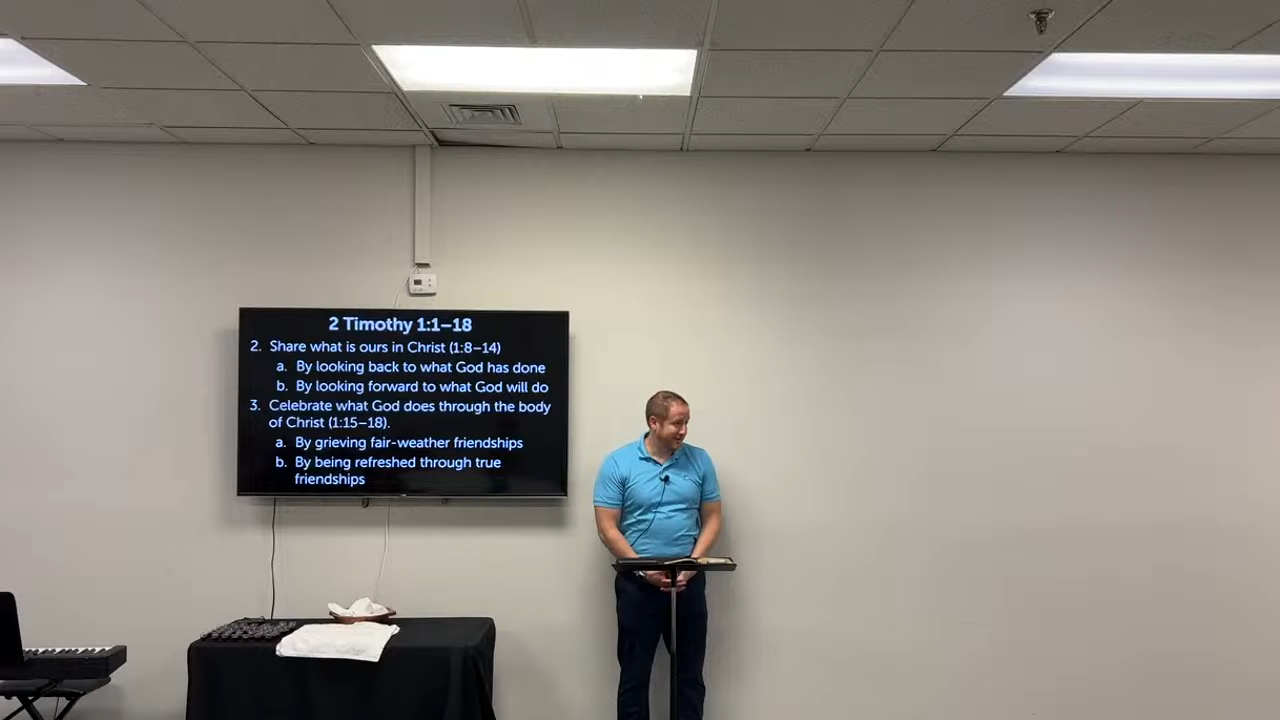 2 Timothy 1:1–18
2. Share what is ours in Christ (1:8–14)
a. By looking back to what God has done
b. By looking forward to what God will do
3. Celebrate what God does through the body
of Christ (1:15–18).
a. By grieving fair-weather friendships
b. By being refreshed through true
friendships